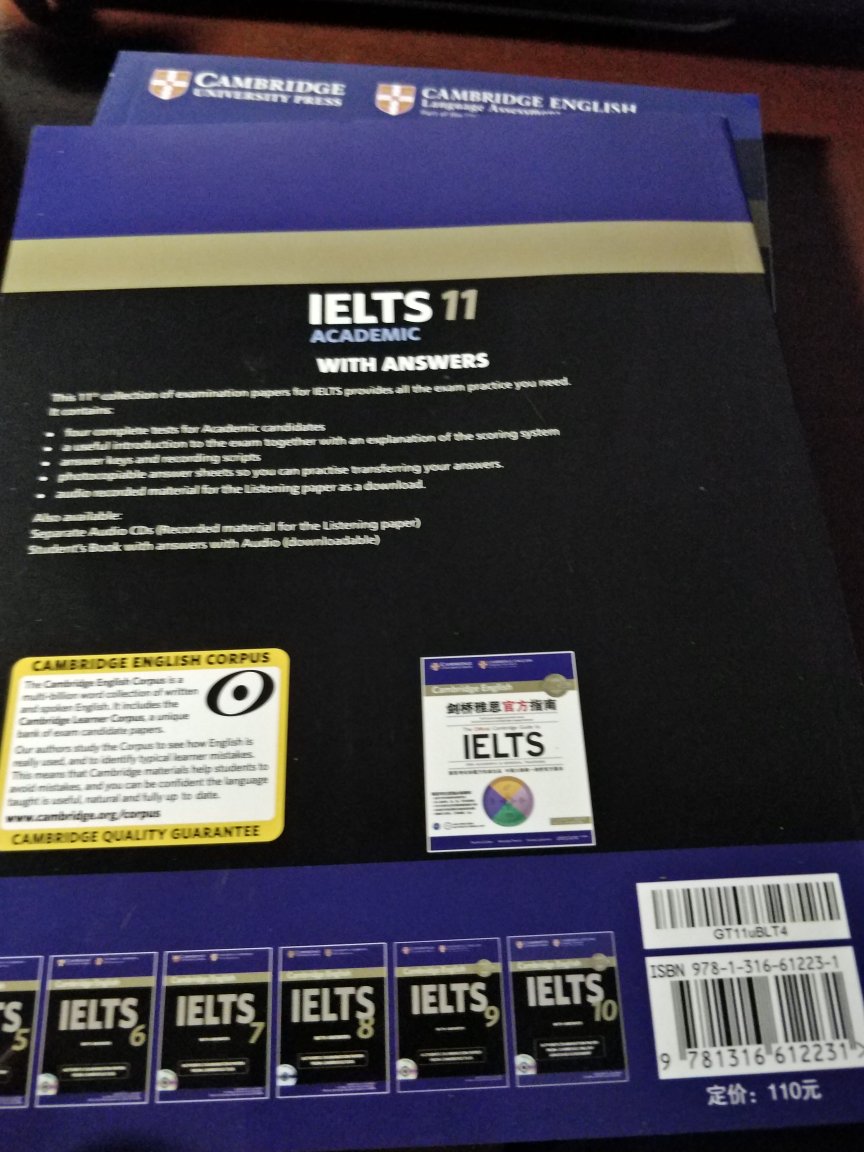 CAMBRIDGE
UNIVERSITY PRESS
CAMBRIDGE ENGLISH
Language Assessment
IELTS 11
ACADEMIC
WITH ANSWERS
This 11th collection of examination papers for IELTS provides all the exam practice you need.
It contains:
• four complete tests for Academic candidates
• a useful introduction to the exam together with an explanation of the scoring system
• answer keys and recording scripts
• photocopiable answer sheets so you can practise transferring your answers.
• audio recorded material for the Listening paper as a download.
Also available:
Separate Audio CDs (Recorded material for the Listening paper)
Student's Book with answers with Audio (downloadable)
CAMBRIDGE ENGLISH CORPUS
The Cambridge English Corpus is a
multi-billion word collection of written
and spoken English. It includes the
Cambridge Learner Corpus, a unique
bank of exam candidate papers.
Our authors study the Corpus to see how English is
really used, and to identify typical learner mistakes.
This means that Cambridge materials help students to
avoid mistakes, and you can be confident the language
taught is useful, natural and fully up to date.
www.cambridge.org/corpus
CAMBRIDGE QUALITY GUARANTEE
Cambridge English
剑桥雅思官方指南
IELTS
GT11uBLT4
ISBN 978-1-316-61223-1
9 781316 612231 >
定价：110元
TS 5
IELTS 6
IELTS 7
IELTS 8
IELTS 9
IELTS 10